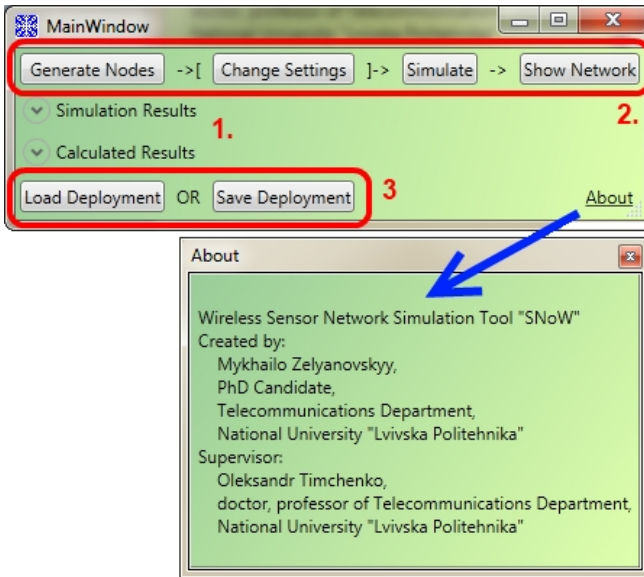 MainWindow
Generate Nodes ->[ Change Settings ]-> Simulate -> Show Network
Simulation Results
1.
2.
Calculated Results
Load Deployment OR Save Deployment 3 About
About
Wireless Sensor Network Simulation Tool "SNoW"
Created by:
Mykhailo Zelyanovskyy,
PhD Candidate,
Telecommunications Department,
National University "Lvivska Politehnika"
Supervisor:
Oleksandr Timchenko,
doctor, professor of Telecommunications Department,
National University "Lvivska Politehnika"